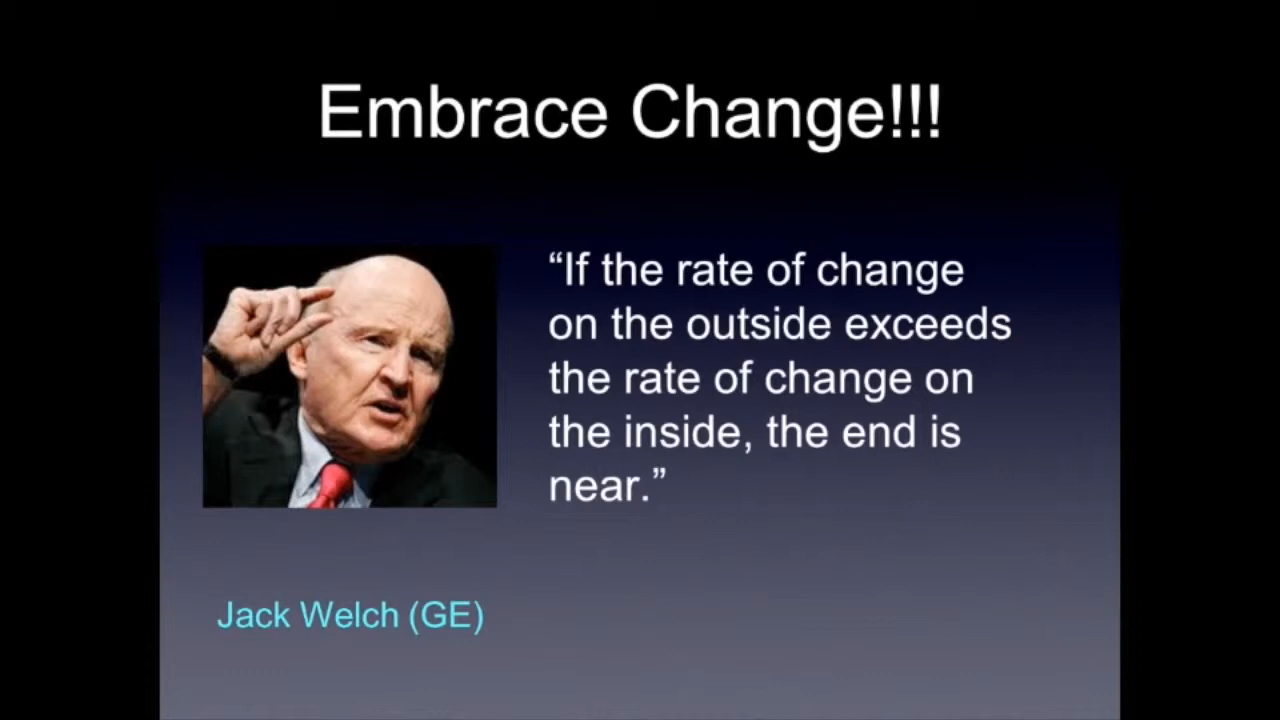 Embrace Change!!!
“If the rate of change
on the outside exceeds
the rate of change on
the inside, the end is
near.”
Jack Welch (GE)